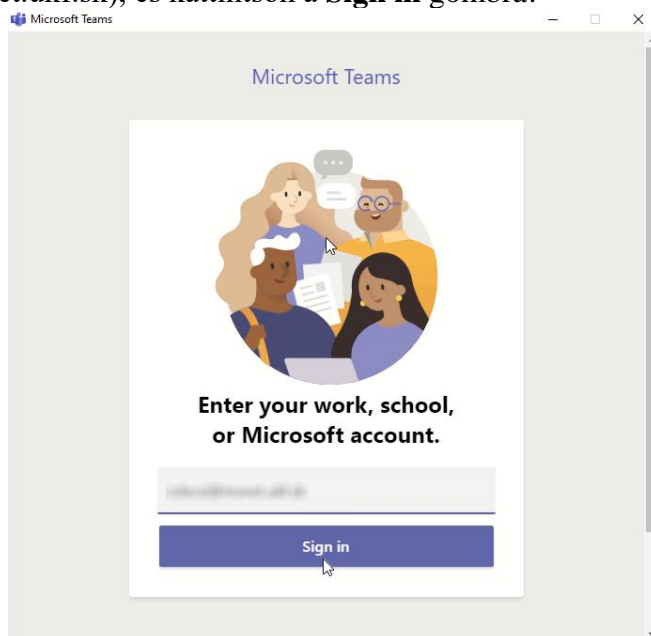 és kattintson a Sign in gombra.
Microsoft Teams
Microsoft Teams
Enter your work, school,
or Microsoft account.
Sign in